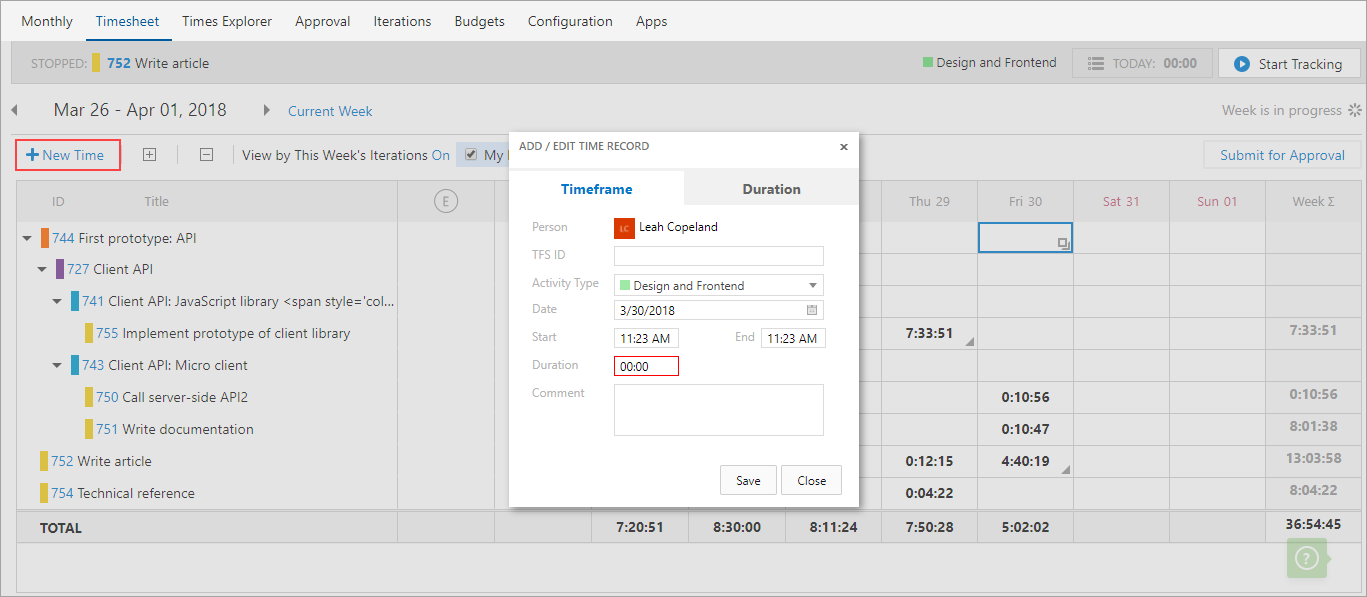 Monthly Timesheet Times Explorer Approval Iterations Budgets Configuration Apps
STOPPED: 752 Write article Design and Frontend TODAY: 00:00 Start Tracking
Mar 26 - Apr 01, 2018 Current Week Week is in progress
+ New Time View by This Week's Iterations On My Submit for Approval
ADD / EDIT TIME RECORD ×
Timeframe Duration
Person LC Leah Copeland
TFS ID
Activity Type Design and Frontend
Date 3/30/2018
Start 11:23 AM End 11:23 AM
Duration 00:00
Comment
Save Close
ID Title E Thu 29 Fri 30 Sat 31 Sun 01 Week Σ
744 First prototype: API
727 Client API
741 Client API: JavaScript library <span style='col...
755 Implement prototype of client library 7:33:51 7:33:51
743 Client API: Micro client
750 Call server-side API2 0:10:56 0:10:56
751 Write documentation 0:10:47 8:01:38
752 Write article 0:12:15 4:40:19 13:03:58
754 Technical reference 0:04:22 8:04:22
TOTAL 7:20:51 8:30:00 8:11:24 7:50:28 5:02:02 36:54:45
?